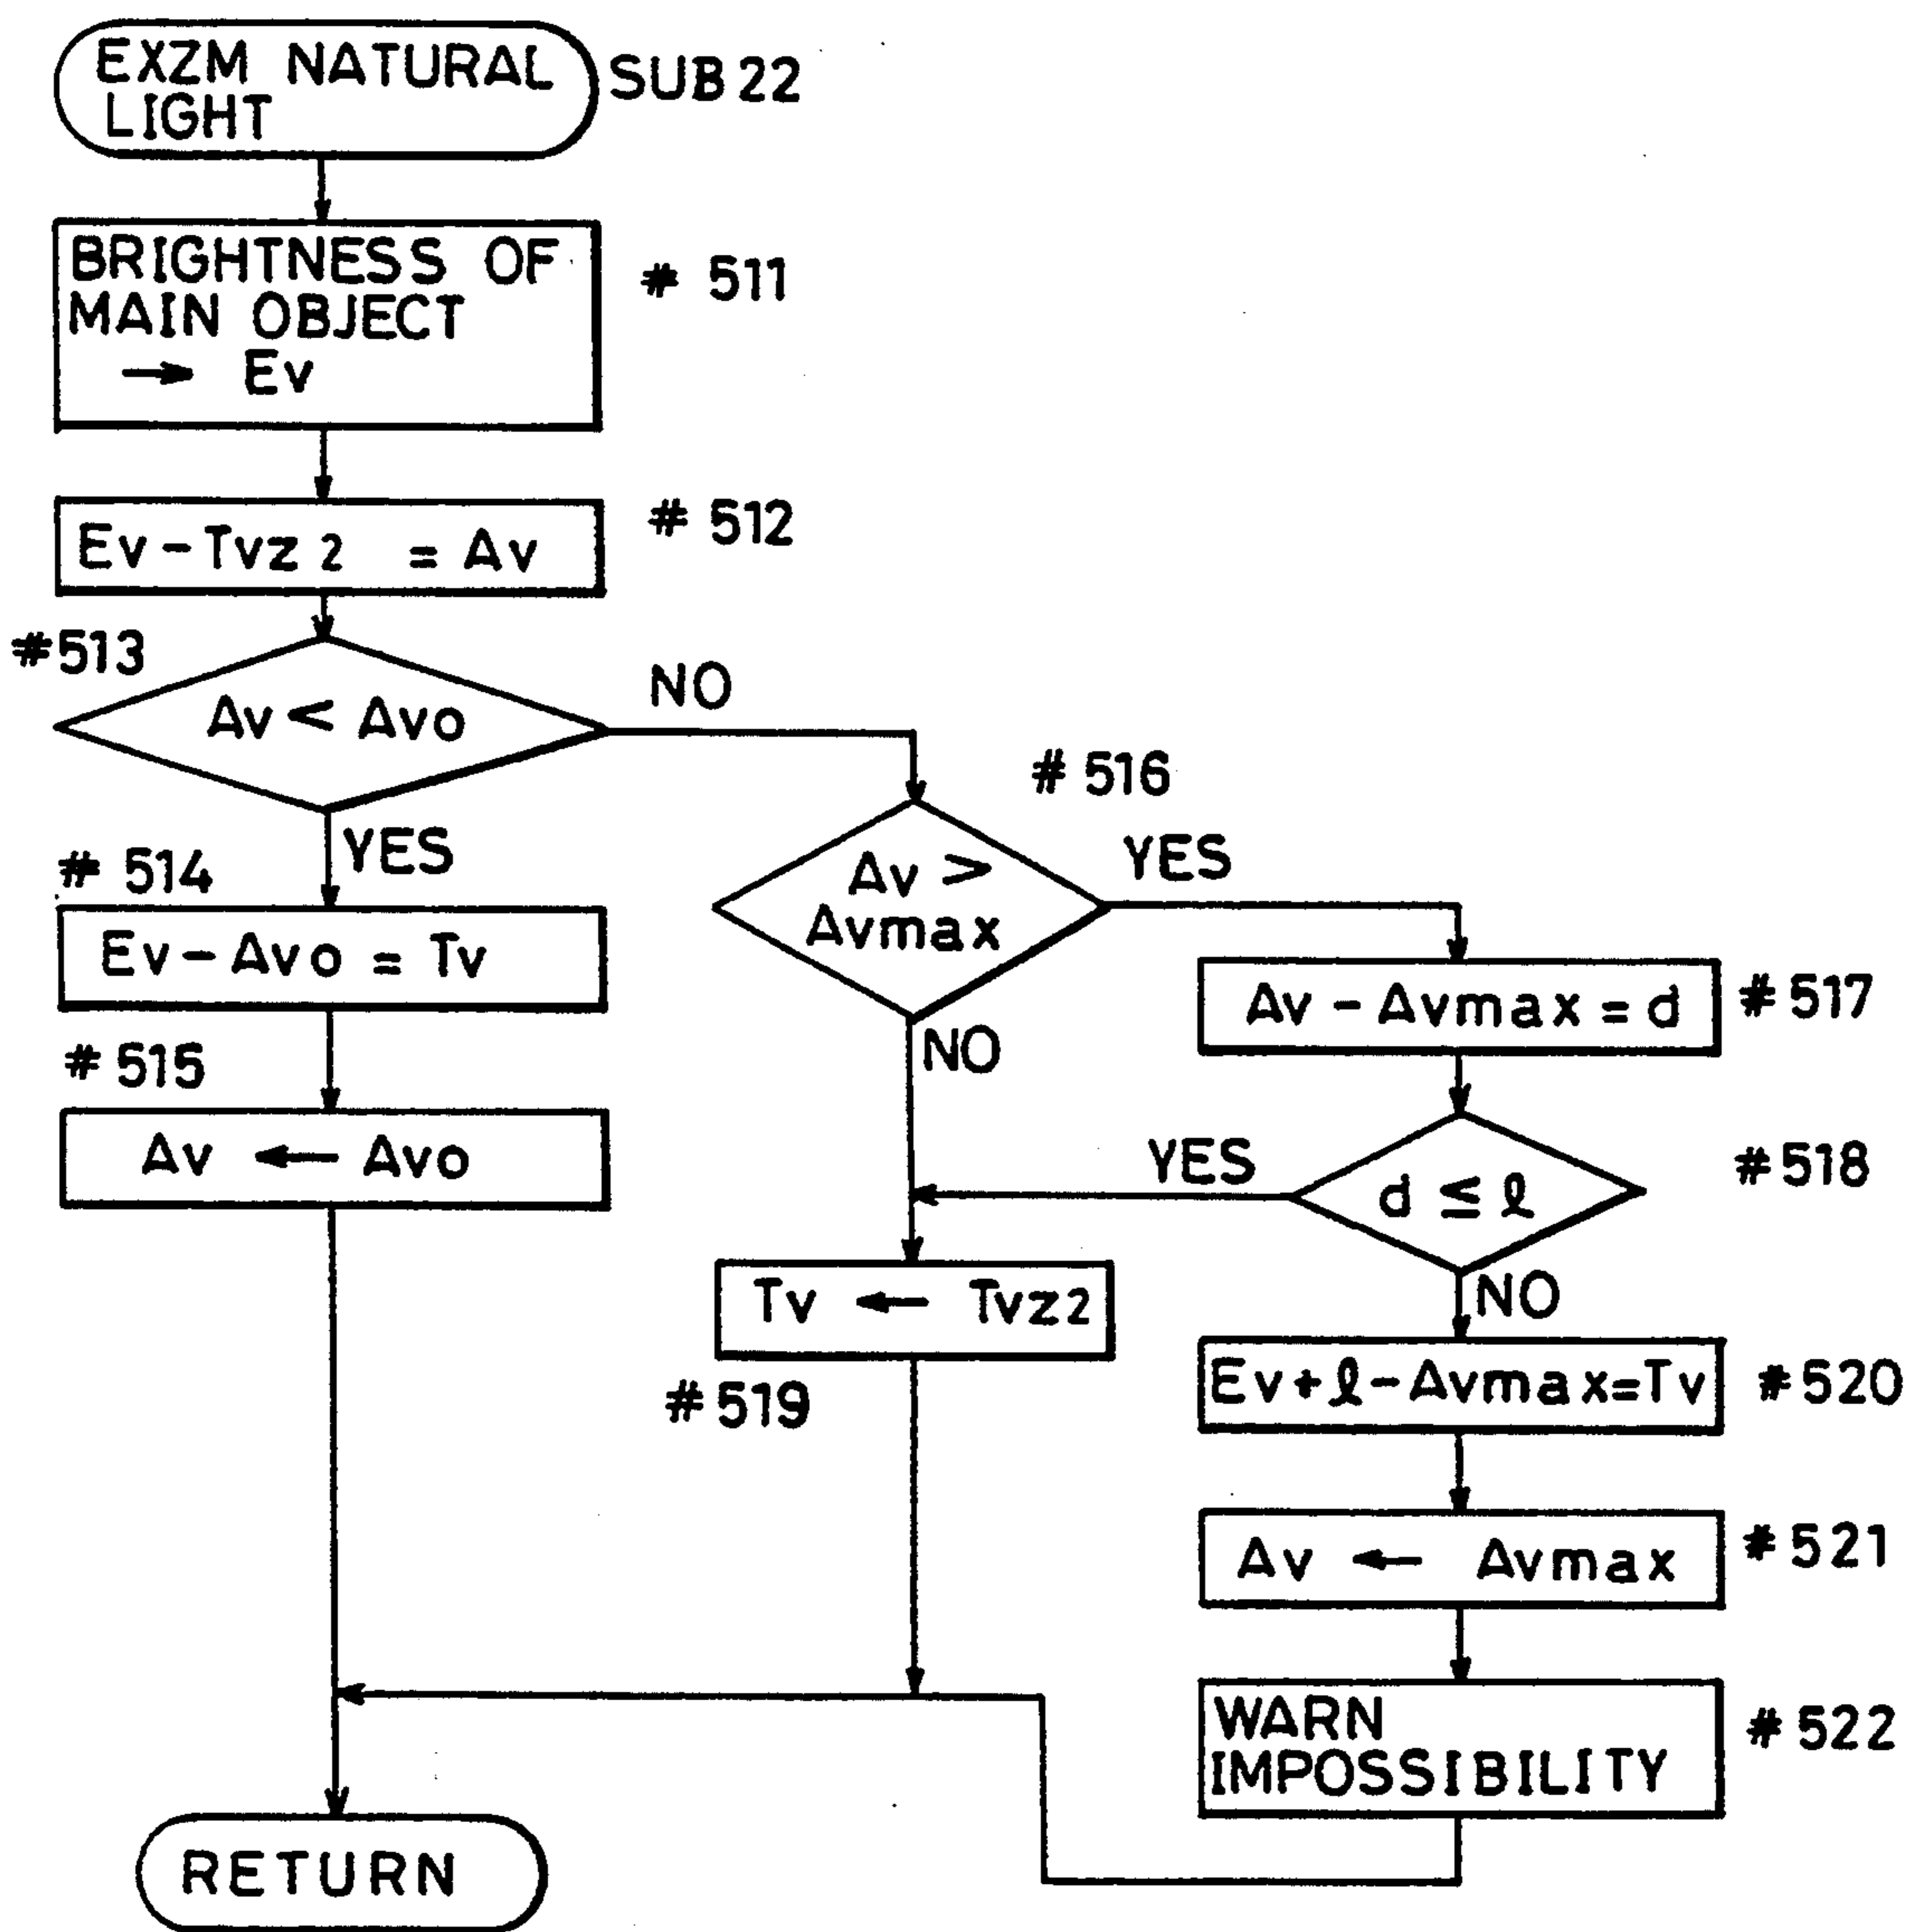 EXZM NATURAL
LIGHT
SUB 22
BRIGHTNESS OF
MAIN OBJECT
→ Ev
# 511
Ev - Tvz 2 = Av
# 512
#513
Av < Avo
NO
YES
# 514
Ev - Avo = Tv
# 515
Av ← Avo
# 516
Av >
Avmax
YES
NO
Av - Avmax = d
#517
d ≤ ℓ
#518
YES
NO
Tv ← Tvz2
#519
Ev+ℓ-Avmax=Tv
#520
Av ← Avmax
#521
WARN
IMPOSSIBILITY
#522
RETURN